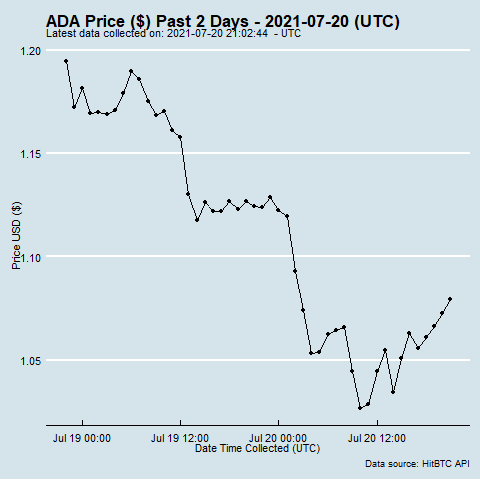 ADA Price ($) Past 2 Days - 2021-07-20 (UTC)
Latest data collected on: 2021-07-20 21:02:44 - UTC
1.20
1.15
1.10
1.05
Price USD ($)
Jul 19 00:00 Jul 19 12:00 Jul 20 00:00 Jul 20 12:00
Date Time Collected (UTC)
Data source: HitBTC API